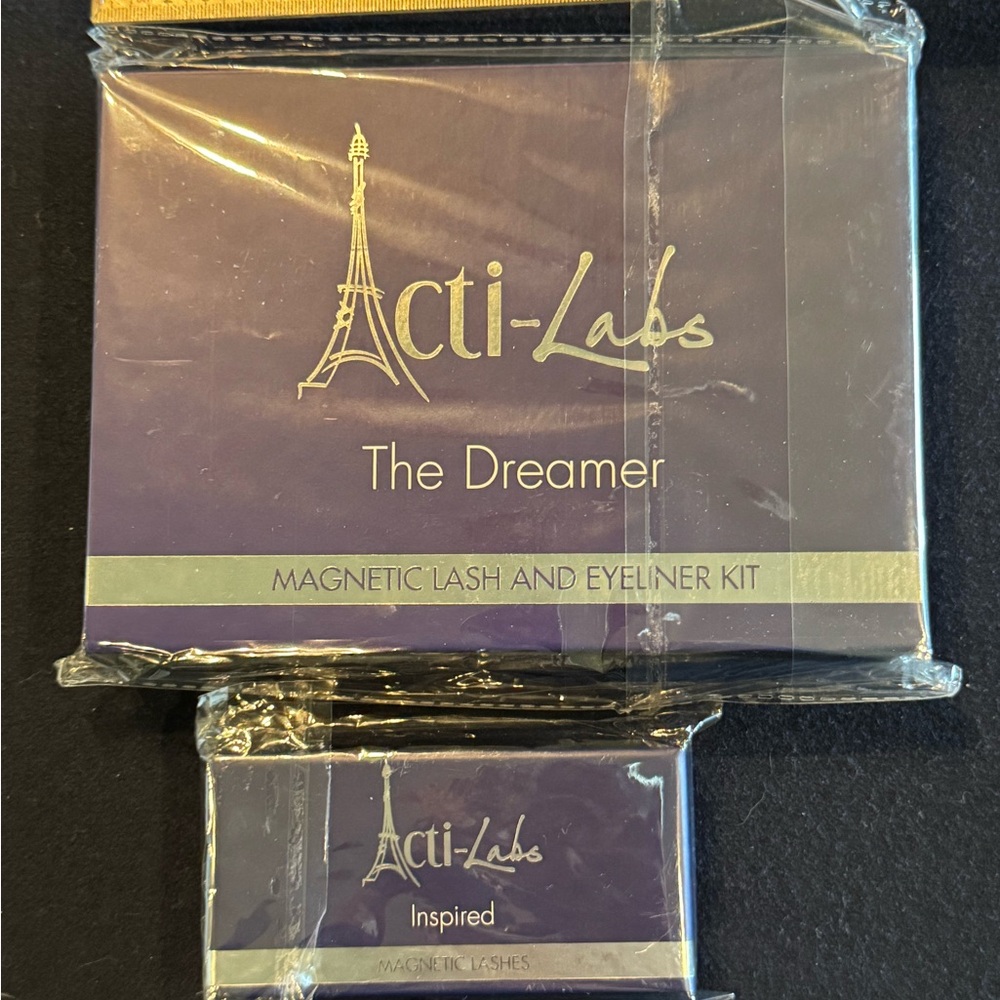 Acti-Labs
The Dreamer
MAGNETIC LASH AND EYELINER KIT
Acti-Labs
Inspired
MAGNETIC LASHES